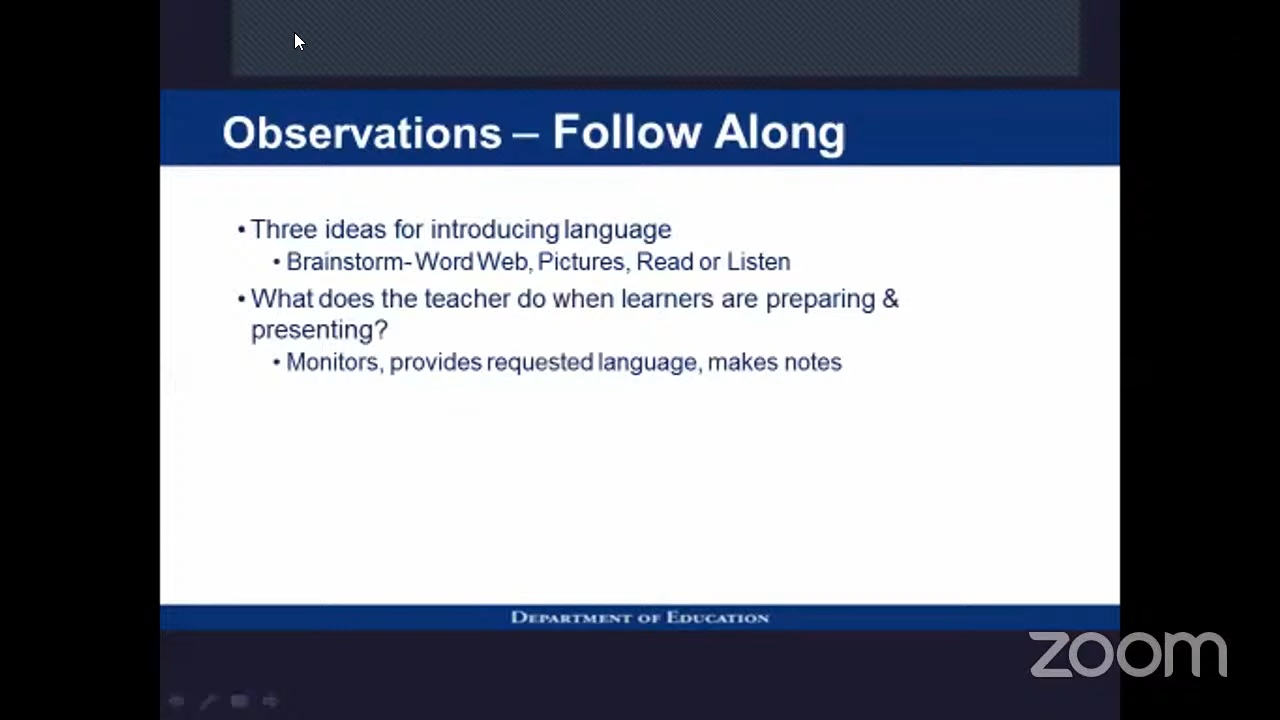 Observations – Follow Along
• Three ideas for introducing language
• Brainstorm- Word Web, Pictures, Read or Listen
• What does the teacher do when learners are preparing &
presenting?
• Monitors, provides requested language, makes notes
DEPARTMENT OF EDUCATION
zoom